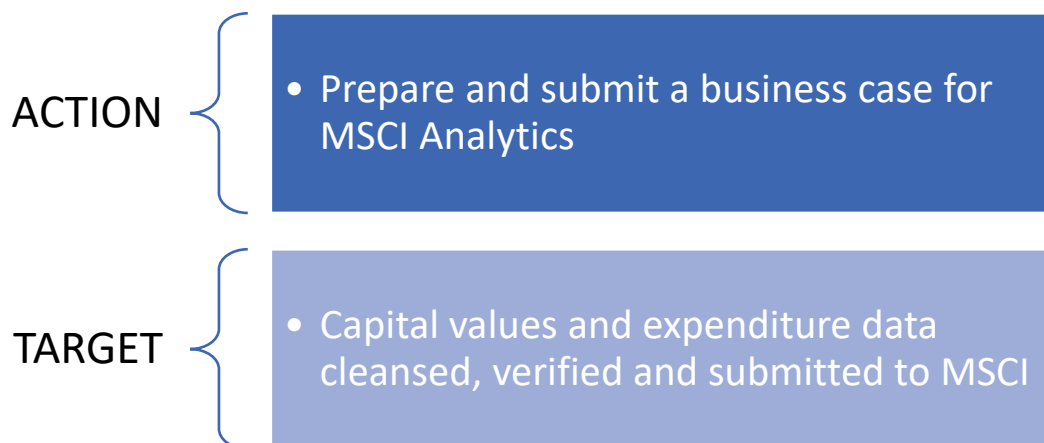 ACTION
• Prepare and submit a business case for
MSCI Analytics
TARGET
• Capital values and expenditure data
cleansed, verified and submitted to MSCI